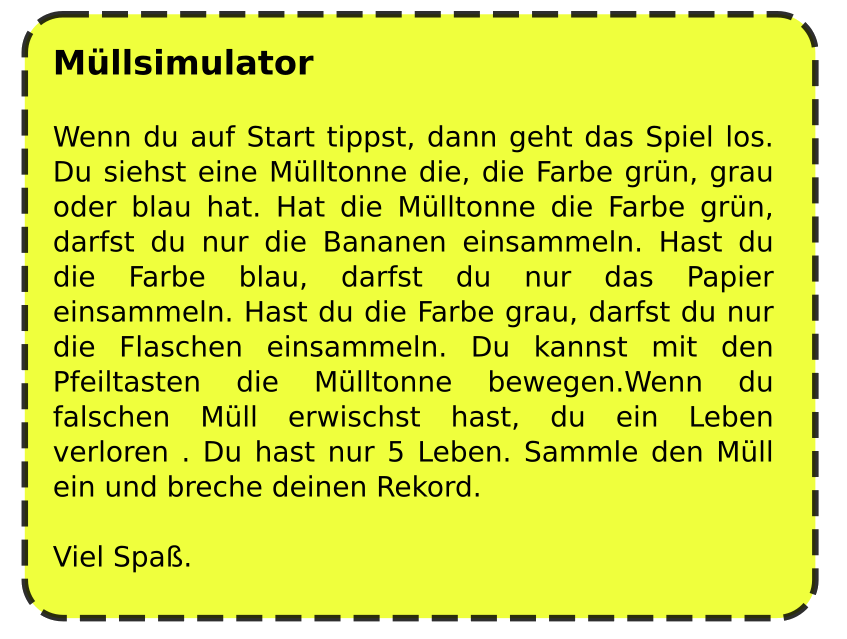 Müllsimulator
Wenn du auf Start tippst, dann geht das Spiel los.
Du siehst eine Mülltonne die, die Farbe grün, grau
oder blau hat. Hat die Mülltonne die Farbe grün,
darfst du nur die Bananen einsammeln. Hast du
die Farbe blau, darfst du nur das Papier
einsammeln. Hast du die Farbe grau, darfst du nur
die Flaschen einsammeln. Du kannst mit den
Pfeiltasten die Mülltonne bewegen.Wenn du
falschen Müll erwischst hast, du ein Leben
verloren . Du hast nur 5 Leben. Sammle den Müll
ein und breche deinen Rekord.
Viel Spaß.